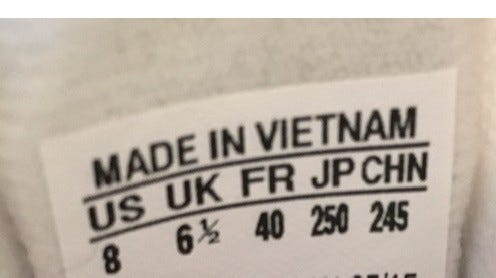 MADE IN VIETNAM
US UK FR JP CHN
8 6½ 40 250 245